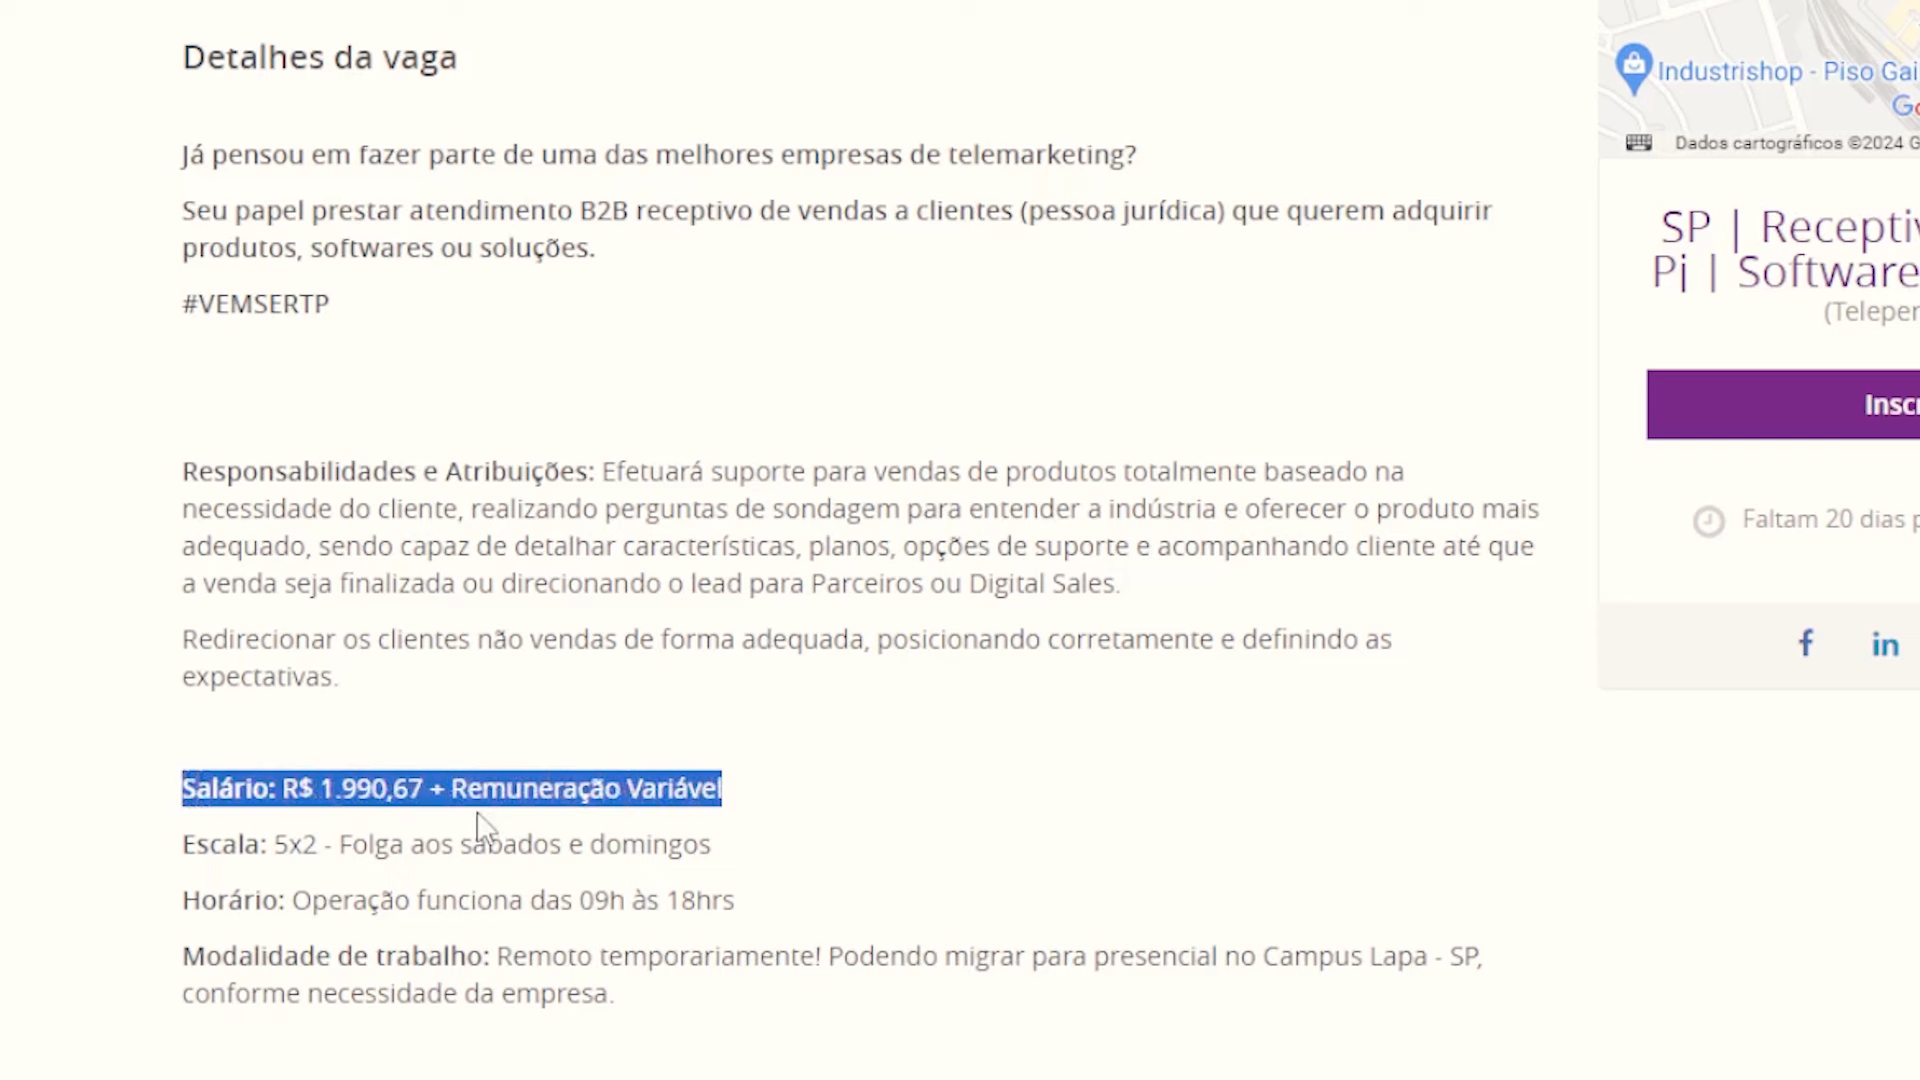 Detalhes da vaga
Já pensou em fazer parte de uma das melhores empresas de telemarketing?
Seu papel prestar atendimento B2B receptivo de vendas a clientes (pessoa jurídica) que querem adquirir
produtos, softwares ou soluções.
#VEMSERTP
Responsabilidades e Atribuições: Efetuará suporte para vendas de produtos totalmente baseado na
necessidade do cliente, realizando perguntas de sondagem para entender a indústria e oferecer o produto mais
adequado, sendo capaz de detalhar características, planos, opções de suporte e acompanhando cliente até que
a venda seja finalizada ou direcionando o lead para Parceiros ou Digital Sales.
Redirecionar os clientes não vendas de forma adequada, posicionando corretamente e definindo as
expectativas.
Salário: R$ 1.990,67 + Remuneração Variável
Escala: 5x2 - Folga aos sábados e domingos
Horário: Operação funciona das 09h às 18hrs
Modalidade de trabalho: Remoto temporariamente! Podendo migrar para presencial no Campus Lapa - SP,
conforme necessidade da empresa.
Industrishop - Piso
Dados cartográficos ©2024
SP |
Pj | Software
Faltam 20 dias
f in